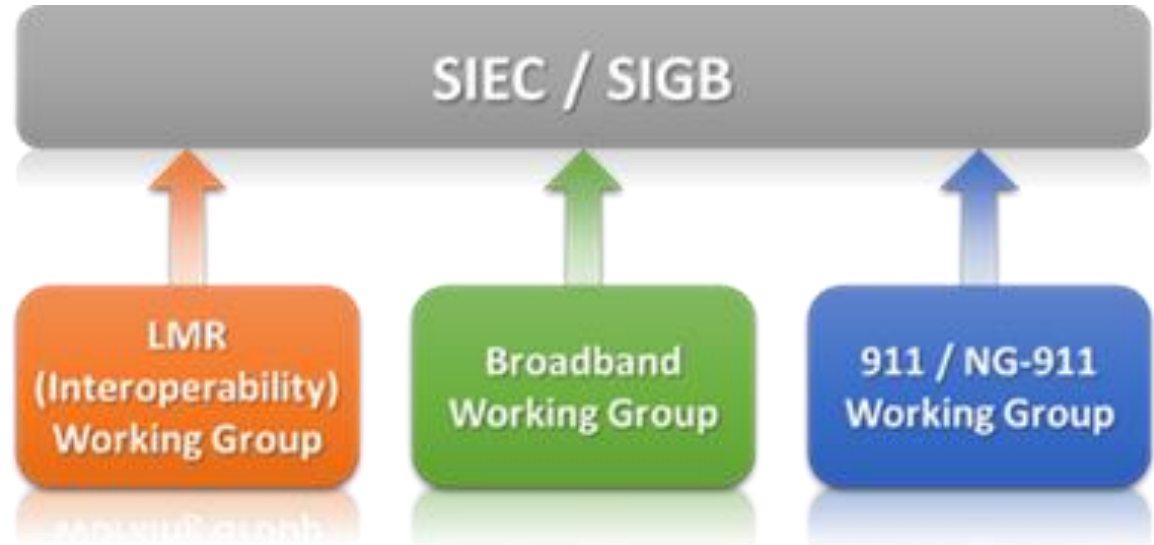 SIEC / SIGB
LMR
(Interoperability)
Working Group
Broadband
Working Group
911 / NG-911
Working Group